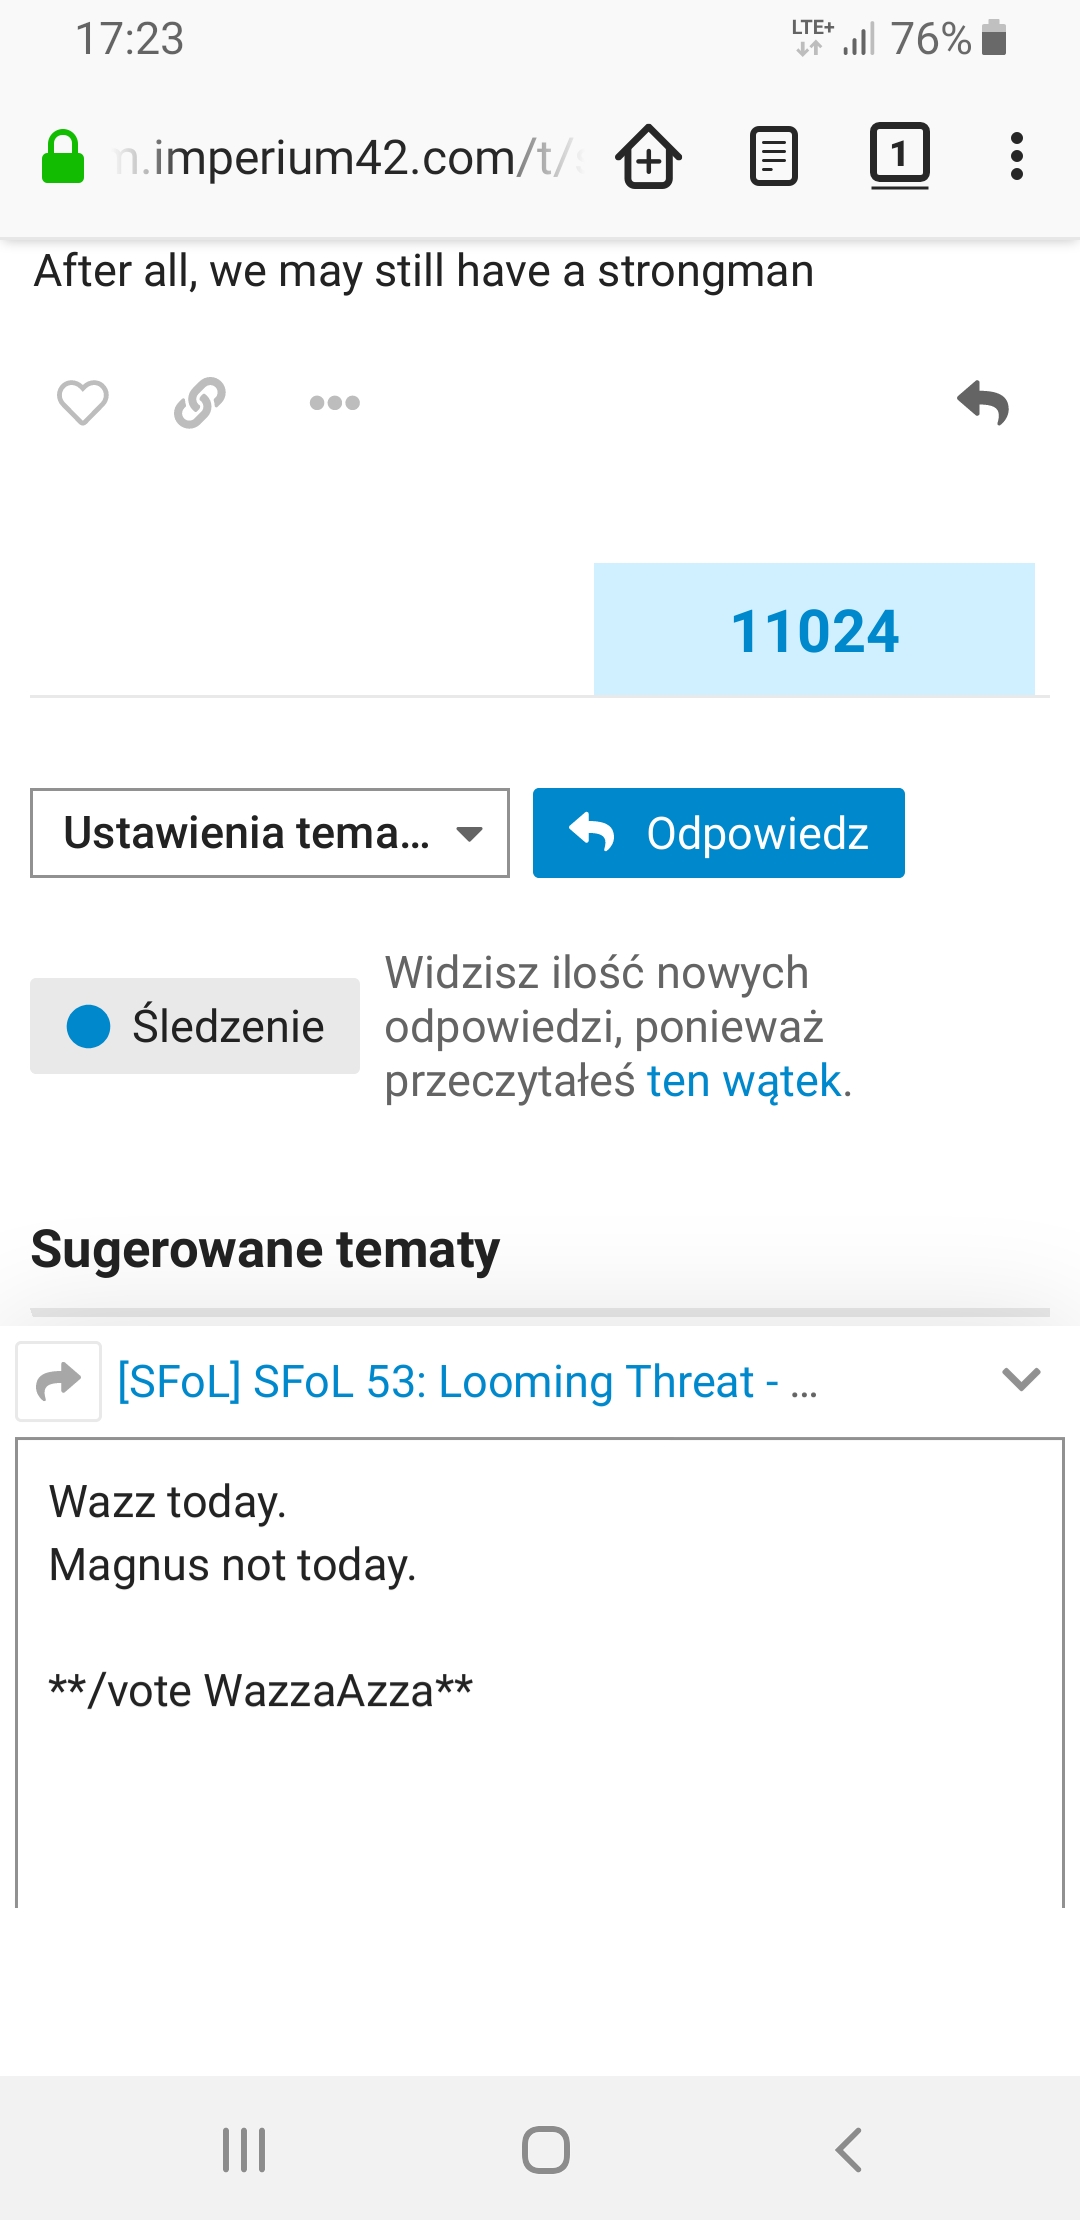 17:23
LTE+
76%
n.imperium42.com/t/
1
After all, we may still have a strongman
11024
Ustawienia tema...
Odpowiedz
Śledzenie
Widzisz ilość nowych
odpowiedzi, ponieważ
przeczytałeś ten wątek.
Sugerowane tematy
[SFoL] SFoL 53: Looming Threat - ...
Wazz today.
Magnus not today.
**/vote WazzaAzza**